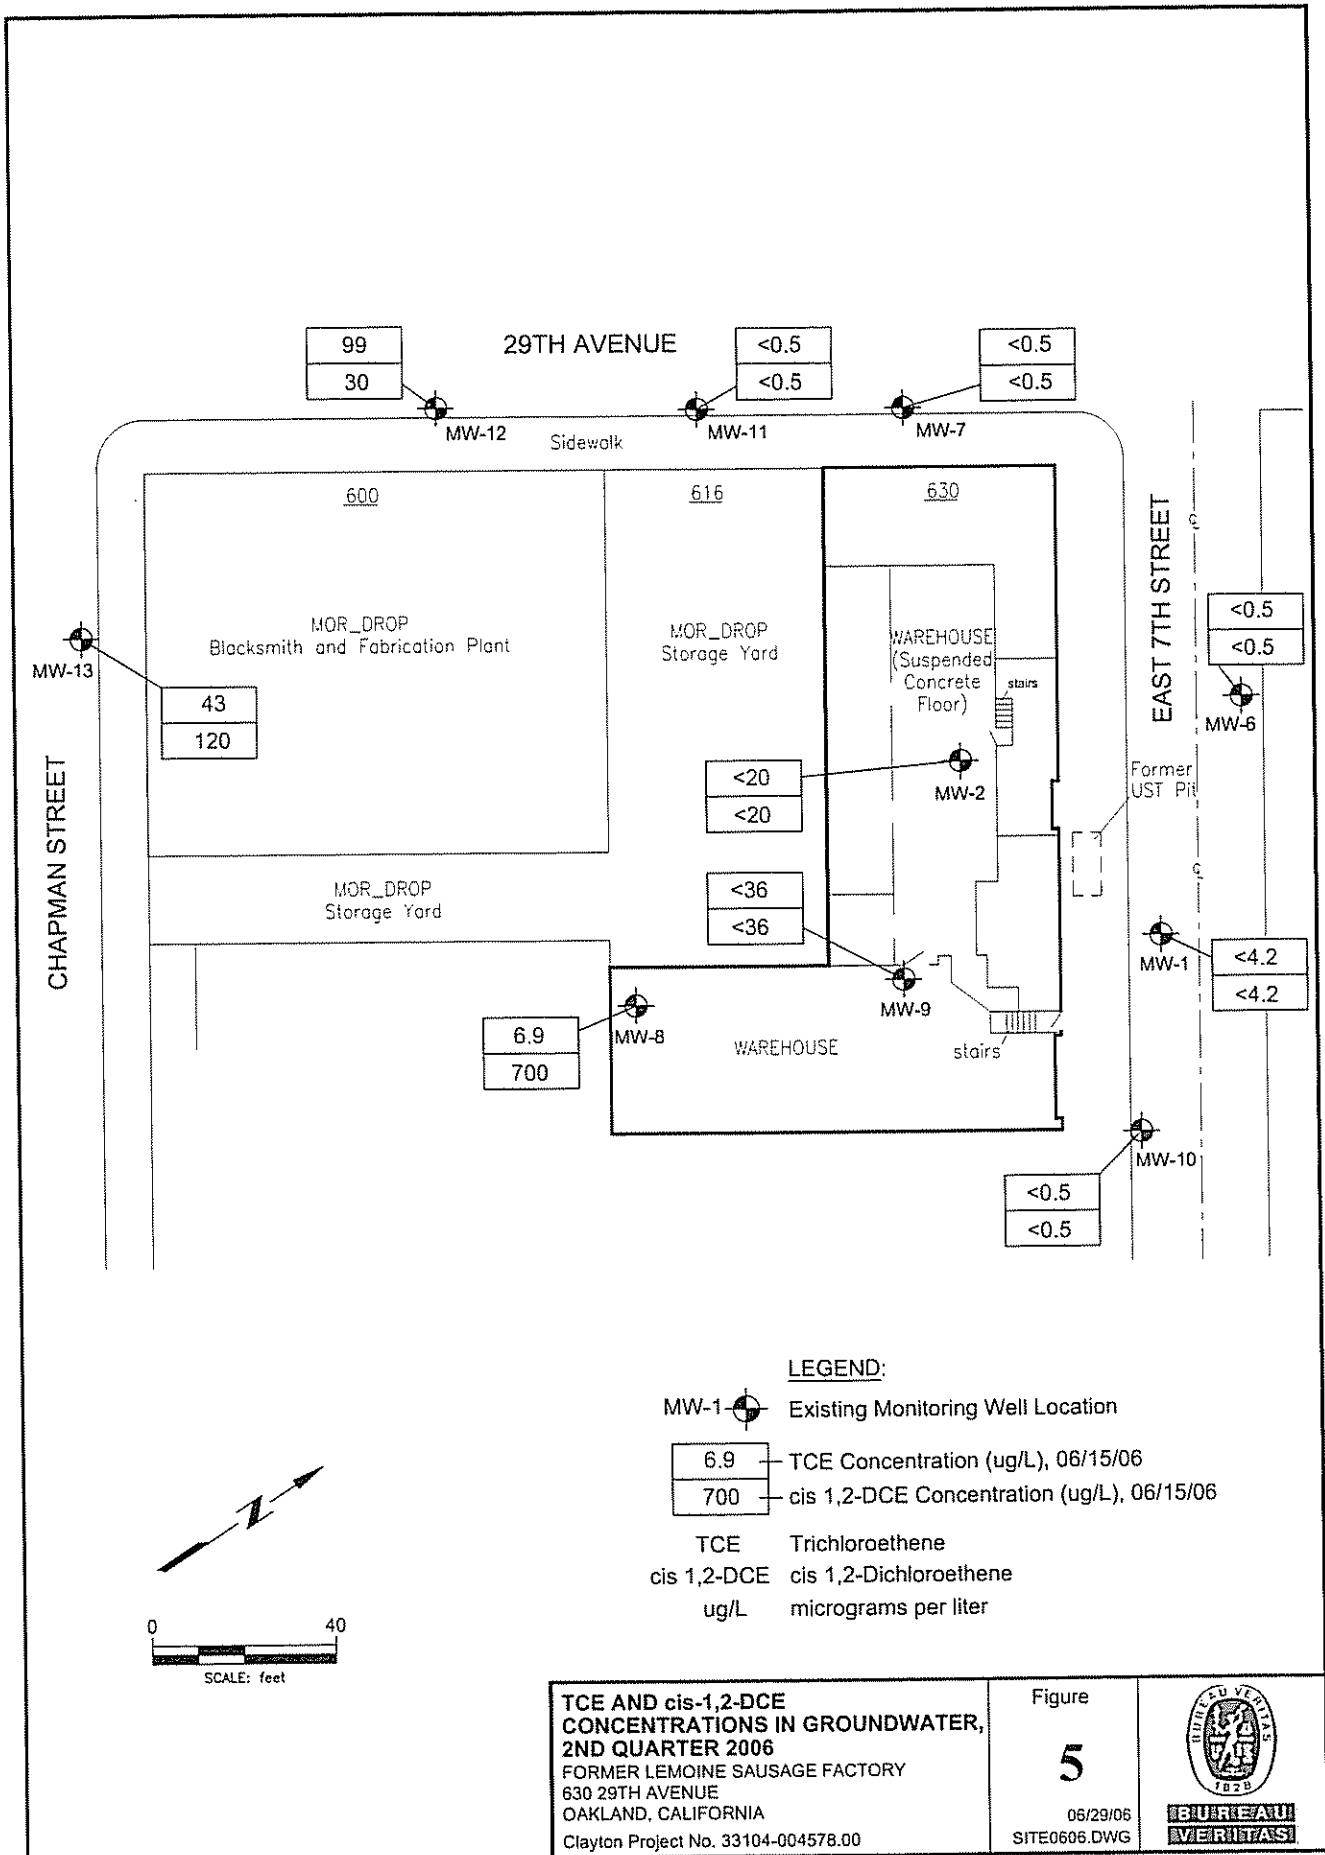 29TH AVENUE
99
30
<0.5
<0.5
<0.5
<0.5
MW-12
MW-11
MW-7
Sidewalk
600
616
630
EAST 7TH STREET
MOR_DROP
Blacksmith and Fabrication Plant
MOR_DROP
Storage Yard
WAREHOUSE
(Suspended
Concrete
Floor)
stairs
<0.5
<0.5
MW-6
MW-13
43
120
CHAPMAN STREET
<20
<20
MW-2
Former
UST Pit
MOR_DROP
Storage Yard
<36
<36
MW-9
MW-1
<4.2
<4.2
MW-8
6.9
700
WAREHOUSE
stairs
MW-10
<0.5
<0.5
LEGEND:
MW-1 Existing Monitoring Well Location
6.9 TCE Concentration (ug/L), 06/15/06
700 cis 1,2-DCE Concentration (ug/L), 06/15/06
TCE Trichloroethene
cis 1,2-DCE cis 1,2-Dichloroethene
ug/L micrograms per liter
Z
0 40
SCALE: feet
TCE AND cis-1,2-DCE
CONCENTRATIONS IN GROUNDWATER,
2ND QUARTER 2006
FORMER LEMOINE SAUSAGE FACTORY
630 29TH AVENUE
OAKLAND, CALIFORNIA
Clayton Project No. 33104-004578.00
Figure
5
06/29/06
SITE0606.DWG
BUREAU VERITAS
1828
BUREAU
VERITAS